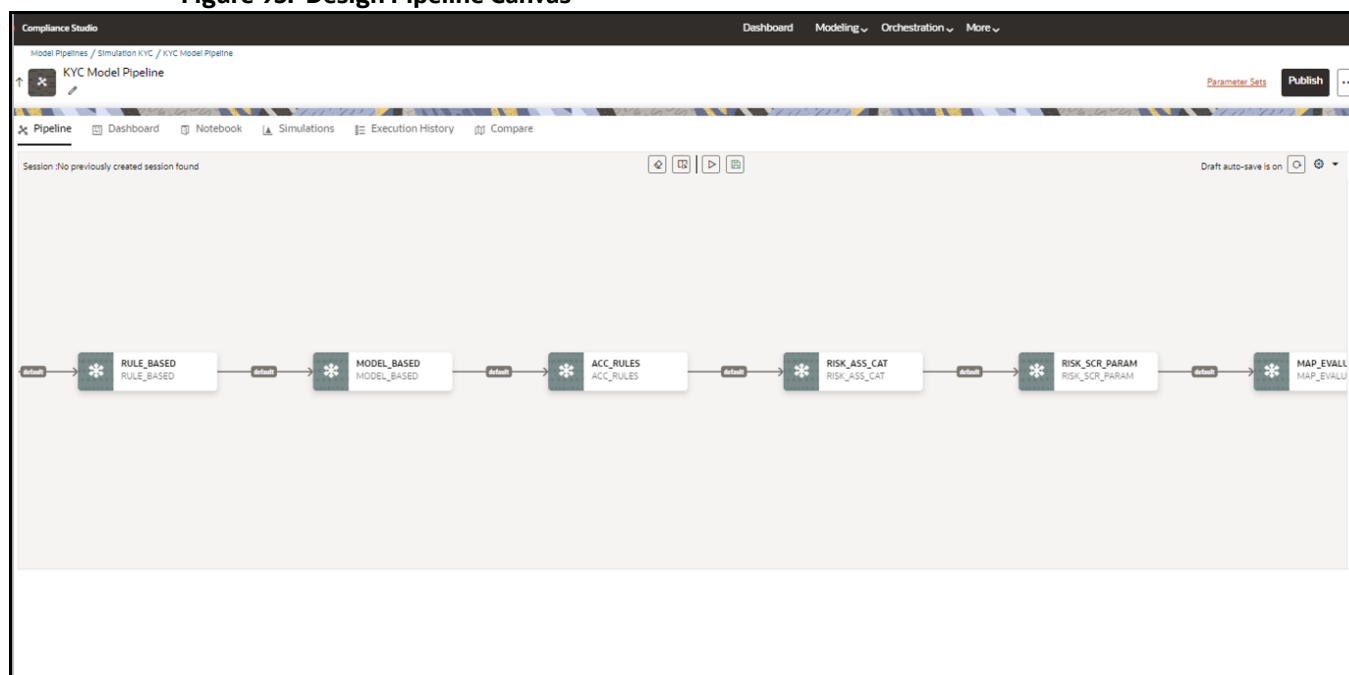 Figure 93: Design Pipeline Canvas
Compliance Studio
Dashboard Modeling Orchestration More
Model Pipelines / Simulation KYC / KYC Model Pipeline
KYC Model Pipeline
Parameter Sets Publish
Pipeline Dashboard Notebook Simulations Execution History Compare
Session :No previously created session found
Draft auto-save is on
default RULE_BASED default MODEL_BASED default ACC_RULES default RISK_ASS_CAT default RISK_SCR_PARAM default MAP_EVALU
RULE_BASED MODEL_BASED ACC_RULES RISK_ASS_CAT RISK_SCR_PARAM MAP_EVALU